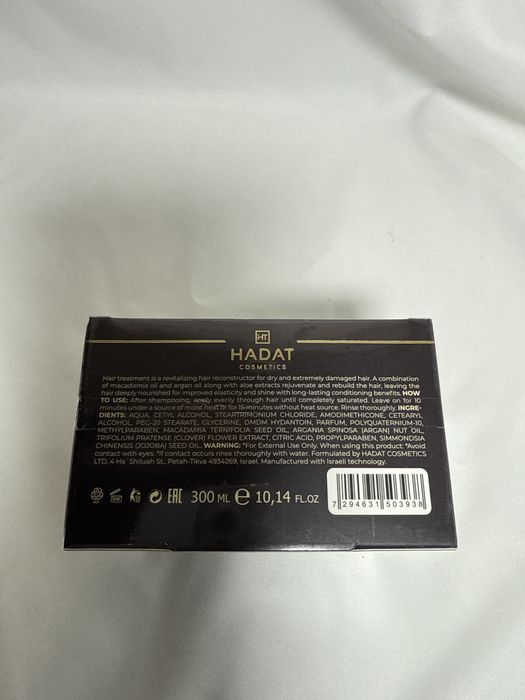 HT
HADAT
COSMETICS
Hair treatment is a revitalizing hair reconstructor for dry and extremely damaged hair. A combination
of macadamia oil and argan oil along with aloe extracts rejuvenate and rebuild the hair, leaving the
hair deeply nourished for improved elasticity and shine with long-lasting conditioning benefits. HOW
TO USE: After shampooing, apply evenly through hair until completely saturated. Leave on for 10
minutes under a source of moist heat or for 15 minutes without heat source. Rinse thoroughly. INGRE-
DIENTS: AQUA, CETYL ALCOHOL, STEARTRIMONIUM CHLORIDE, AMODIMETHICONE, CETEARYL
ALCOHOL, PEG-20 STEARATE, GLYCERINE, DMDM HYDANTOIN, PARFUM, POLYQUATERNIUM-10,
METHYLPARABEN, MACADAMIA TERNIFOLIA SEED OIL, ARGANIA SPINOSA [ARGAN] NUT OIL,
TRIFOLIUM PRATENSE (CLOVER) FLOWER EXTRACT, CITRIC ACID, PROPYLPARABEN, SIMMONDSIA
CHINENSIS (JOJOBA) SEED OIL. WARNING: "For External Use Only. When using this product: "Avoid
contact with eyes. "If contact occurs rinse thoroughly with water. Formulated by HADAT COSMETICS
LTD, 4 Ha Shiluah St., Petah-Tikva 4934269, Israel. Manufactured with Israeli technology.
EAC 300 ML e 10,14 FL.OZ
7 294631 503938